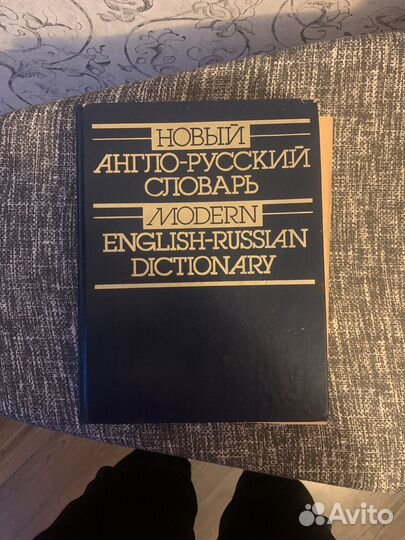 НОВЫЙ
АНГЛО-РУССКИЙ
СЛОВАРЬ
MODERN
ENGLISH-RUSSIAN
DICTIONARY
Avito